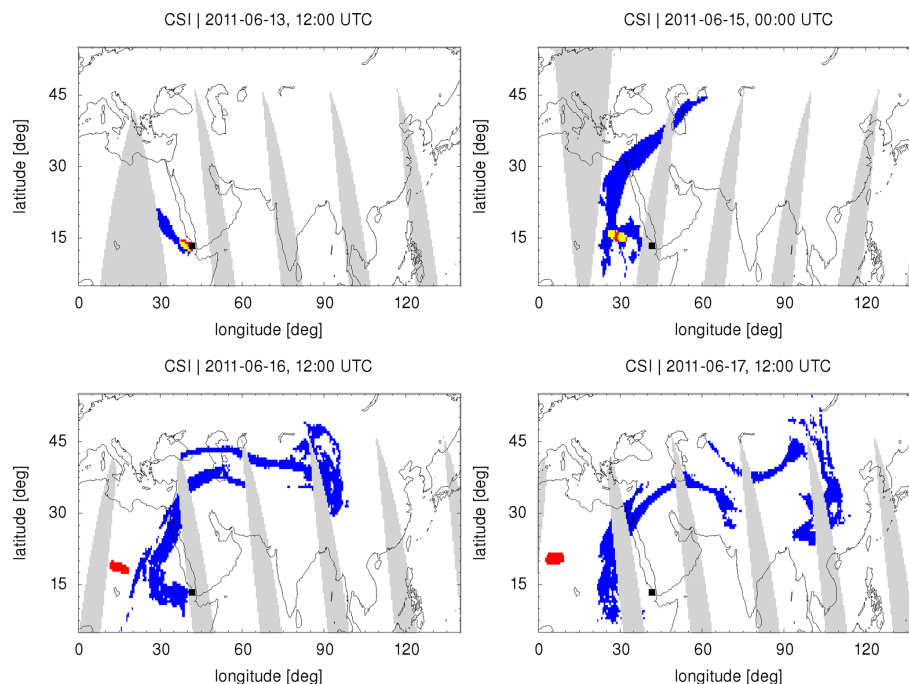 CSI | 2011-06-13, 12:00 UTC
CSI | 2011-06-15, 00:00 UTC
latitude [deg]
45
30
15
0
30
60
90
120
longitude [deg]
latitude [deg]
45
30
15
0
30
60
90
120
longitude [deg]
CSI | 2011-06-16, 12:00 UTC
CSI | 2011-06-17, 12:00 UTC
latitude [deg]
45
30
15
0
30
60
90
120
longitude [deg]
latitude [deg]
45
30
15
0
30
60
90
120
longitude [deg]